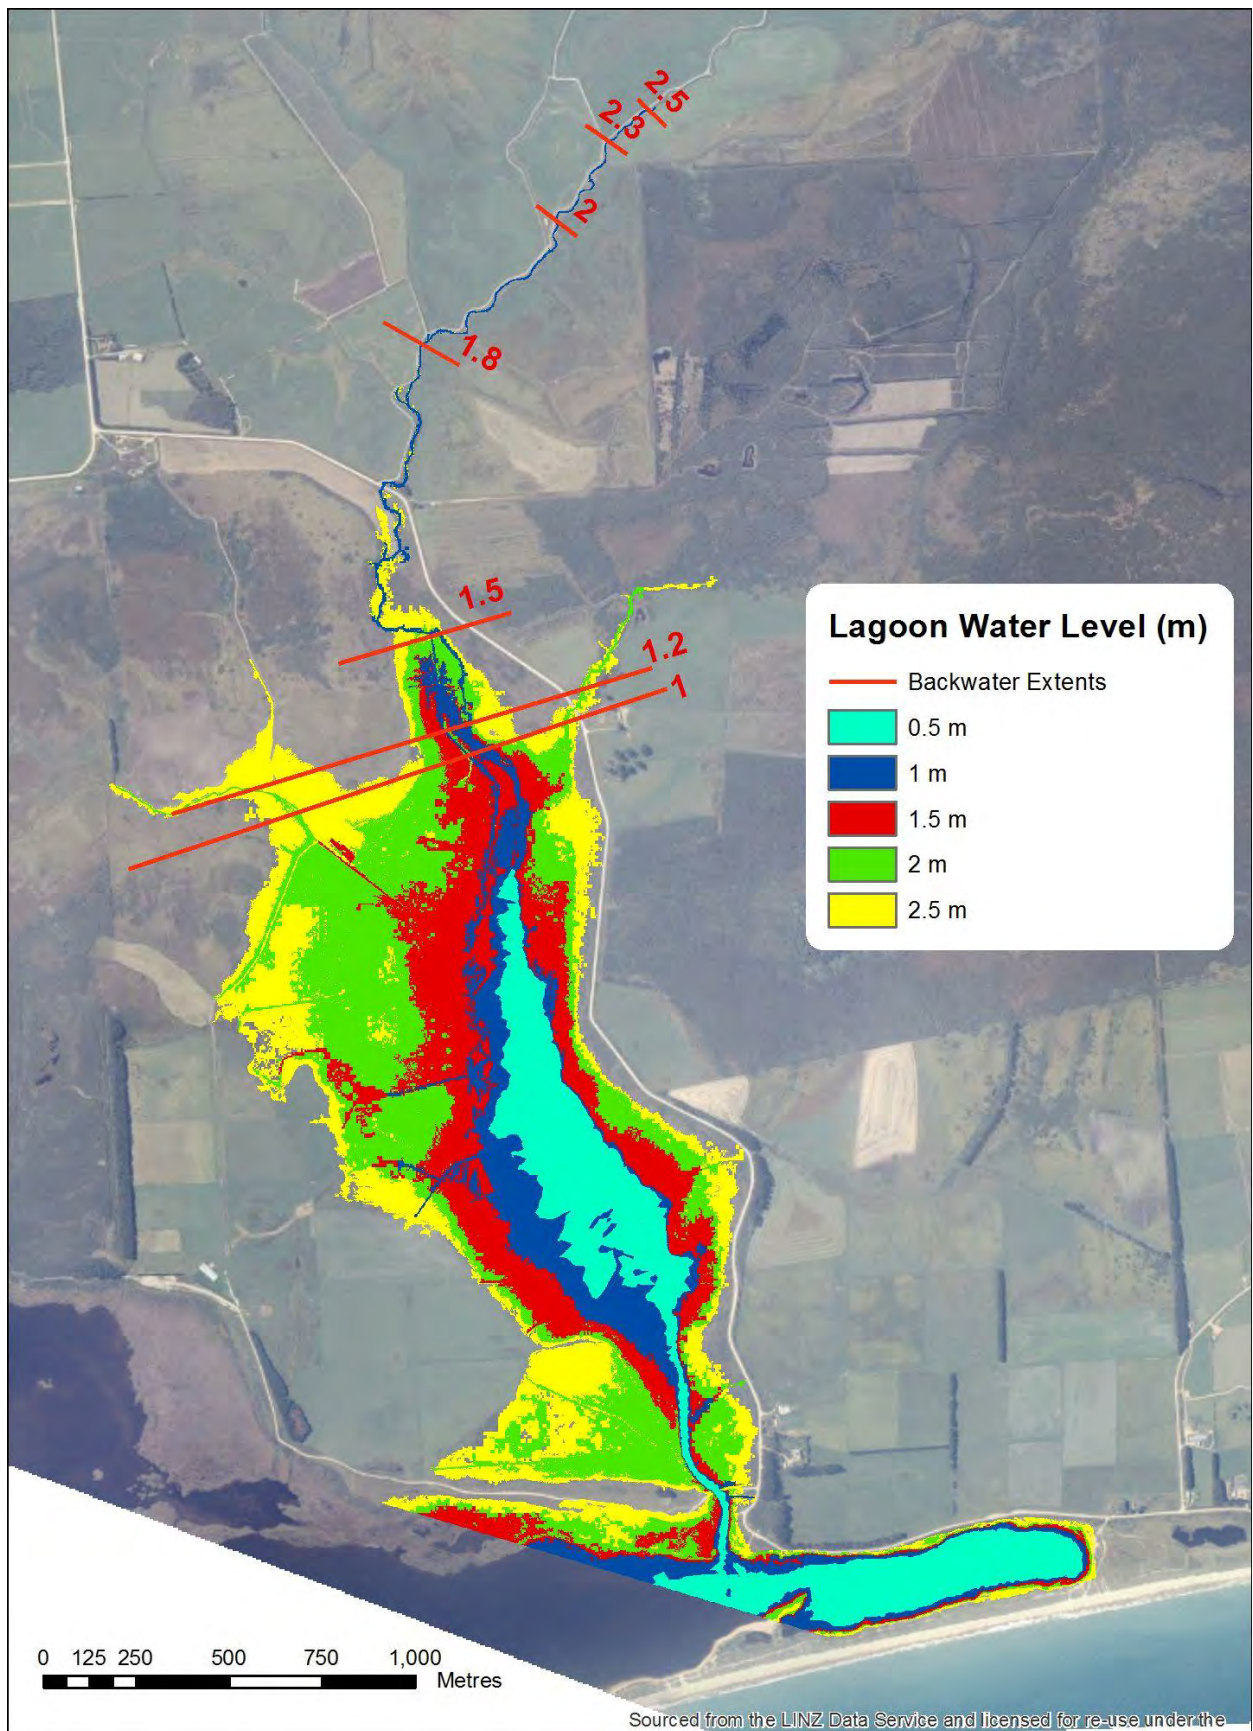 2.5
2.3
2
1.8
1.5
1.2
1
Lagoon Water Level (m)
Backwater Extents
0.5 m
1 m
1.5 m
2 m
2.5 m
0 125 250 500 750 1,000
Metres
Sourced from the LINZ Data Service and licensed for re-use under the